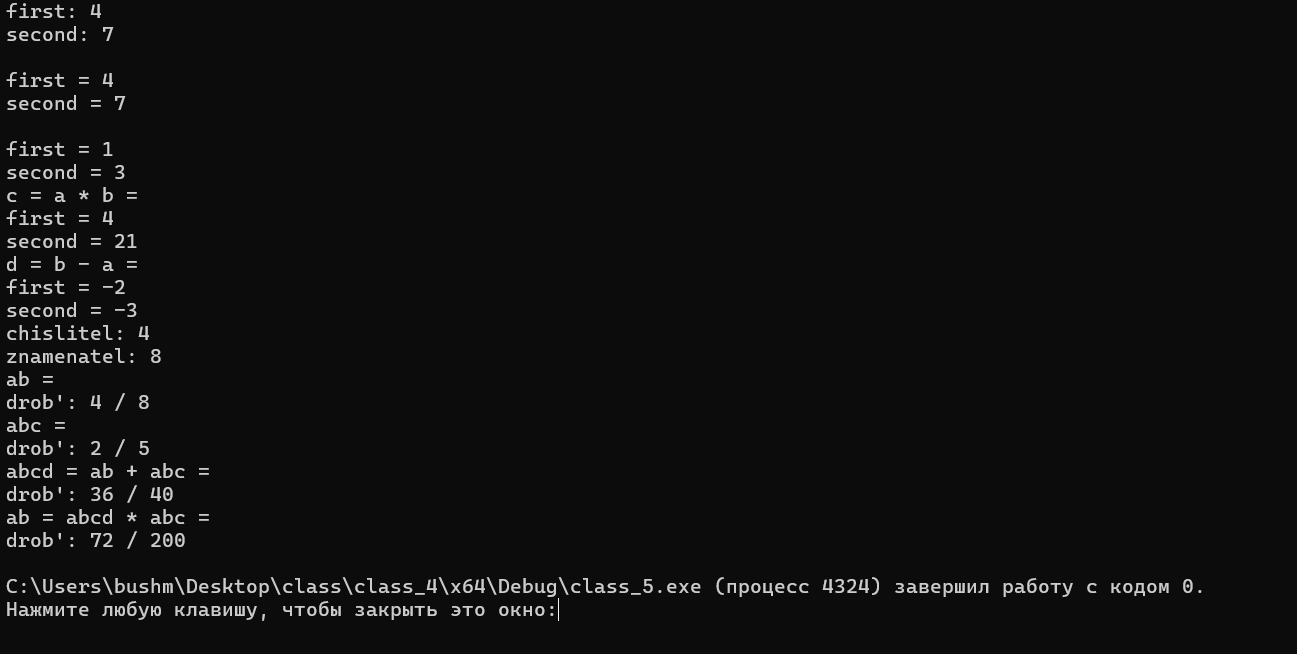 first: 4
second: 7
first = 4
second = 7
first = 1
second = 3
c = a * b =
first = 4
second = 21
d = b - a =
first = -2
second = -3
chislitel: 4
znamenatel: 8
ab =
drob': 4 / 8
abc =
drob': 2 / 5
abcd = ab + abc =
drob': 36 / 40
ab = abcd * abc =
drob': 72 / 200
C:\Users\bushm\Desktop\class\class_4\x64\Debug\class_5.exe (процесс 4324) завершил работу с кодом 0.
Нажмите любую клавишу, чтобы закрыть это окно: